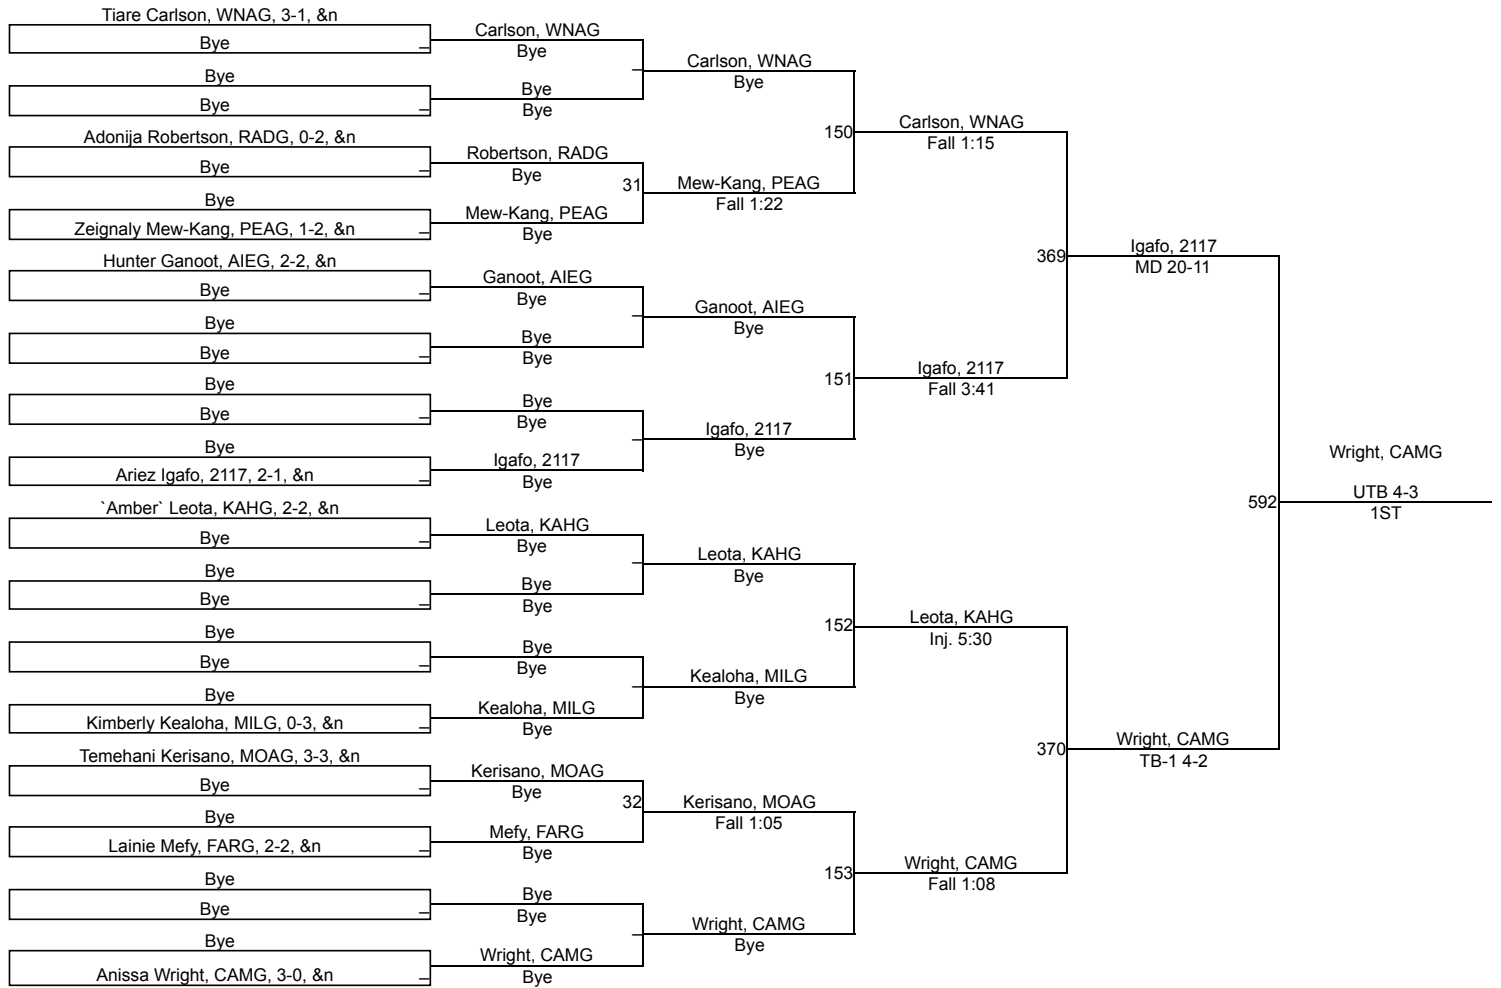 Tiare Carlson, WNAG, 3-1, &n
Bye
Bye
Bye
Adonija Robertson, RADG, 0-2, &n
Bye
Bye
Zeignaly Mew-Kang, PEAG, 1-2, &n
Hunter Ganoot, AIEG, 2-2, &n
Bye
Bye
Bye
Bye
Bye
Bye
Ariez Igafo, 2117, 2-1, &n
`Amber` Leota, KAHG, 2-2, &n
Bye
Bye
Bye
Bye
Bye
Bye
Kimberly Kealoha, MILG, 0-3, &n
Temehani Kerisano, MOAG, 3-3, &n
Bye
Bye
Lainie Mefy, FARG, 2-2, &n
Bye
Bye
Bye
Anissa Wright, CAMG, 3-0, &n
Carlson, WNAG
Bye
Bye
Bye
Robertson, RADG
Bye
31
Mew-Kang, PEAG
Bye
Ganoot, AIEG
Bye
Bye
Bye
Bye
Bye
Igafo, 2117
Bye
Leota, KAHG
Bye
Bye
Bye
Bye
Bye
Kealoha, MILG
Bye
Kerisano, MOAG
Bye
32
Mefy, FARG
Bye
Bye
Bye
Wright, CAMG
Bye
Carlson, WNAG
Bye
150
Mew-Kang, PEAG
Fall 1:22
Ganoot, AIEG
Bye
151
Igafo, 2117
Bye
Leota, KAHG
Bye
152
Kealoha, MILG
Bye
Kerisano, MOAG
Fall 1:05
153
Wright, CAMG
Bye
Carlson, WNAG
Fall 1:15
369
Igafo, 2117
Fall 3:41
Leota, KAHG
Inj. 5:30
370
Wright, CAMG
Fall 1:08
Igafo, 2117
MD 20-11
592
Wright, CAMG
TB-1 4-2
Wright, CAMG
UTB 4-3
1ST